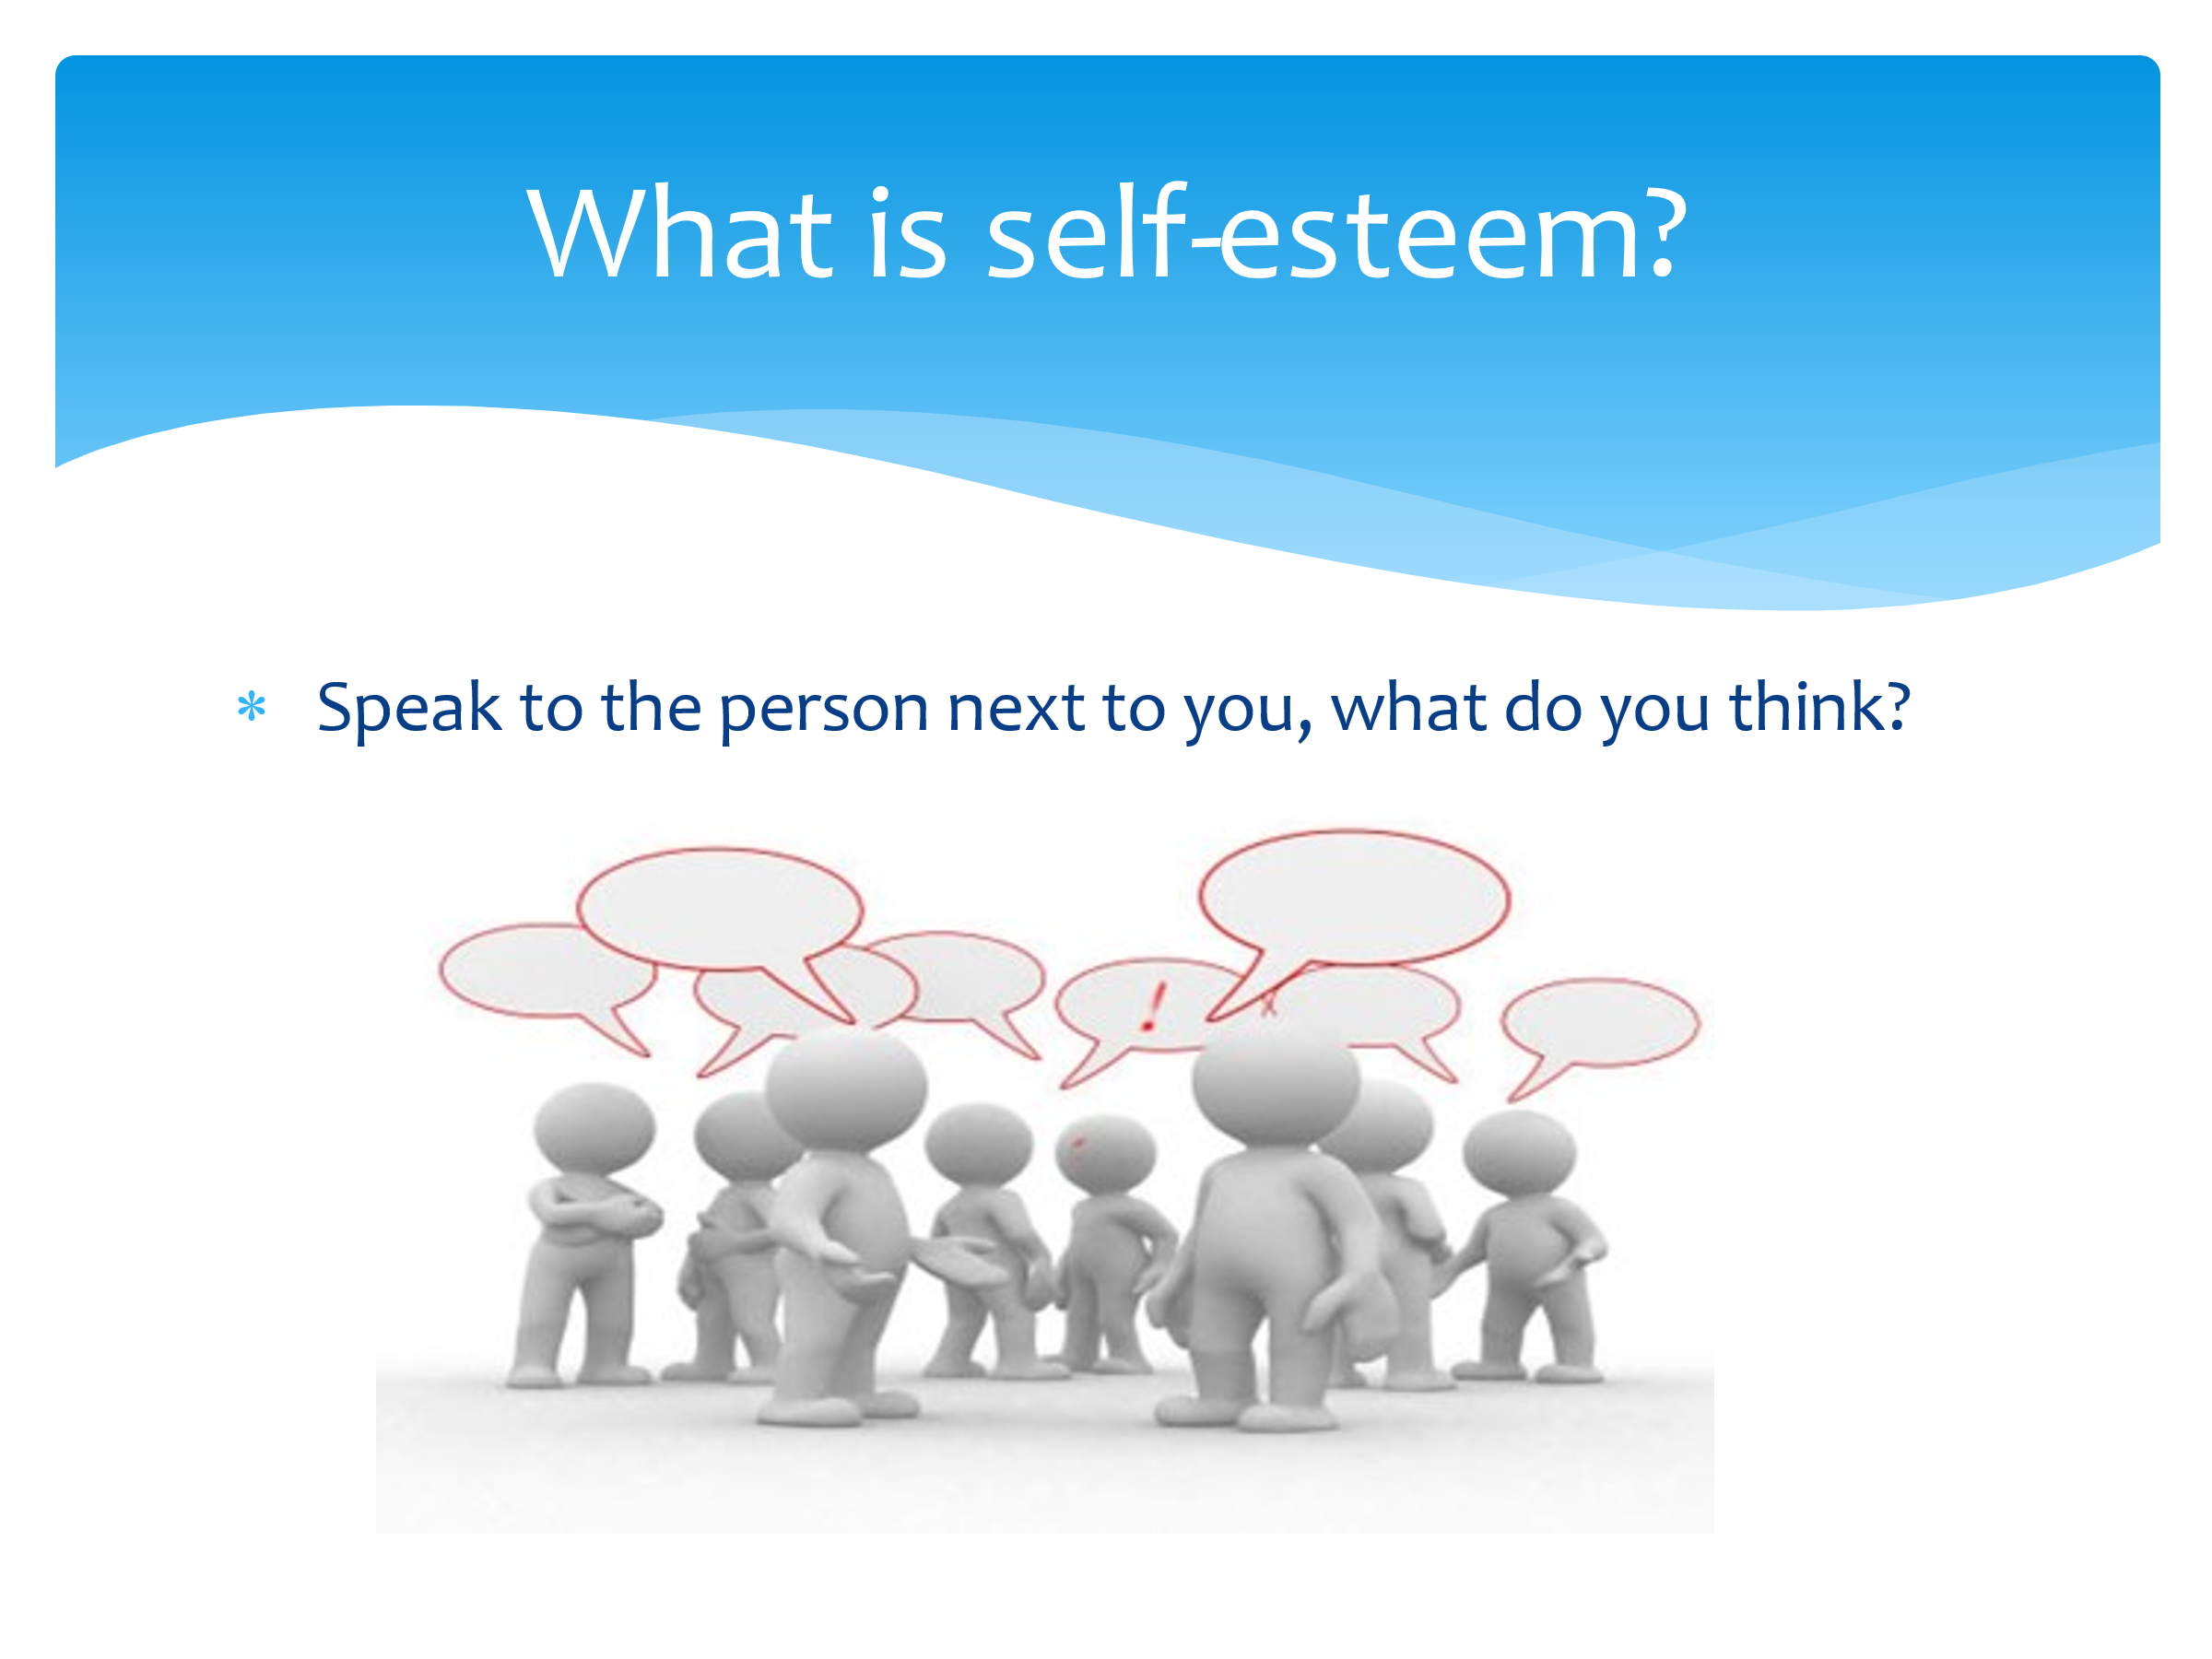 What is self-esteem?
* Speak to the person next to you, what do you think?
!